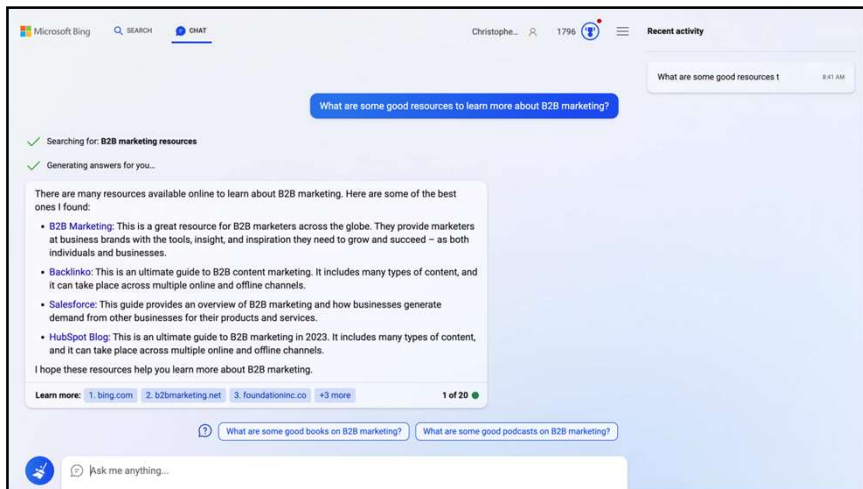 Microsoft Bing
SEARCH
CHAT
Christophe...
1796
Recent activity
What are some good resources t
8:41 AM
What are some good resources to learn more about B2B marketing?
Searching for: B2B marketing resources
Generating answers for you...
There are many resources available online to learn about B2B marketing. Here are some of the best
ones I found:
• B2B Marketing: This is a great resource for B2B marketers across the globe. They provide marketers
at business brands with the tools, insight, and inspiration they need to grow and succeed – as both
individuals and businesses.
• Backlinko: This is an ultimate guide to B2B content marketing. It includes many types of content, and
it can take place across multiple online and offline channels.
• Salesforce: This guide provides an overview of B2B marketing and how businesses generate
demand from other businesses for their products and services.
• HubSpot Blog: This is an ultimate guide to B2B marketing in 2023. It includes many types of content,
and it can take place across multiple online and offline channels.
I hope these resources help you learn more about B2B marketing.
Learn more: 1. bing.com 2. b2bmarketing.net 3. foundationinc.co +3 more 1 of 20
What are some good books on B2B marketing? What are some good podcasts on B2B marketing?
Ask me anything...